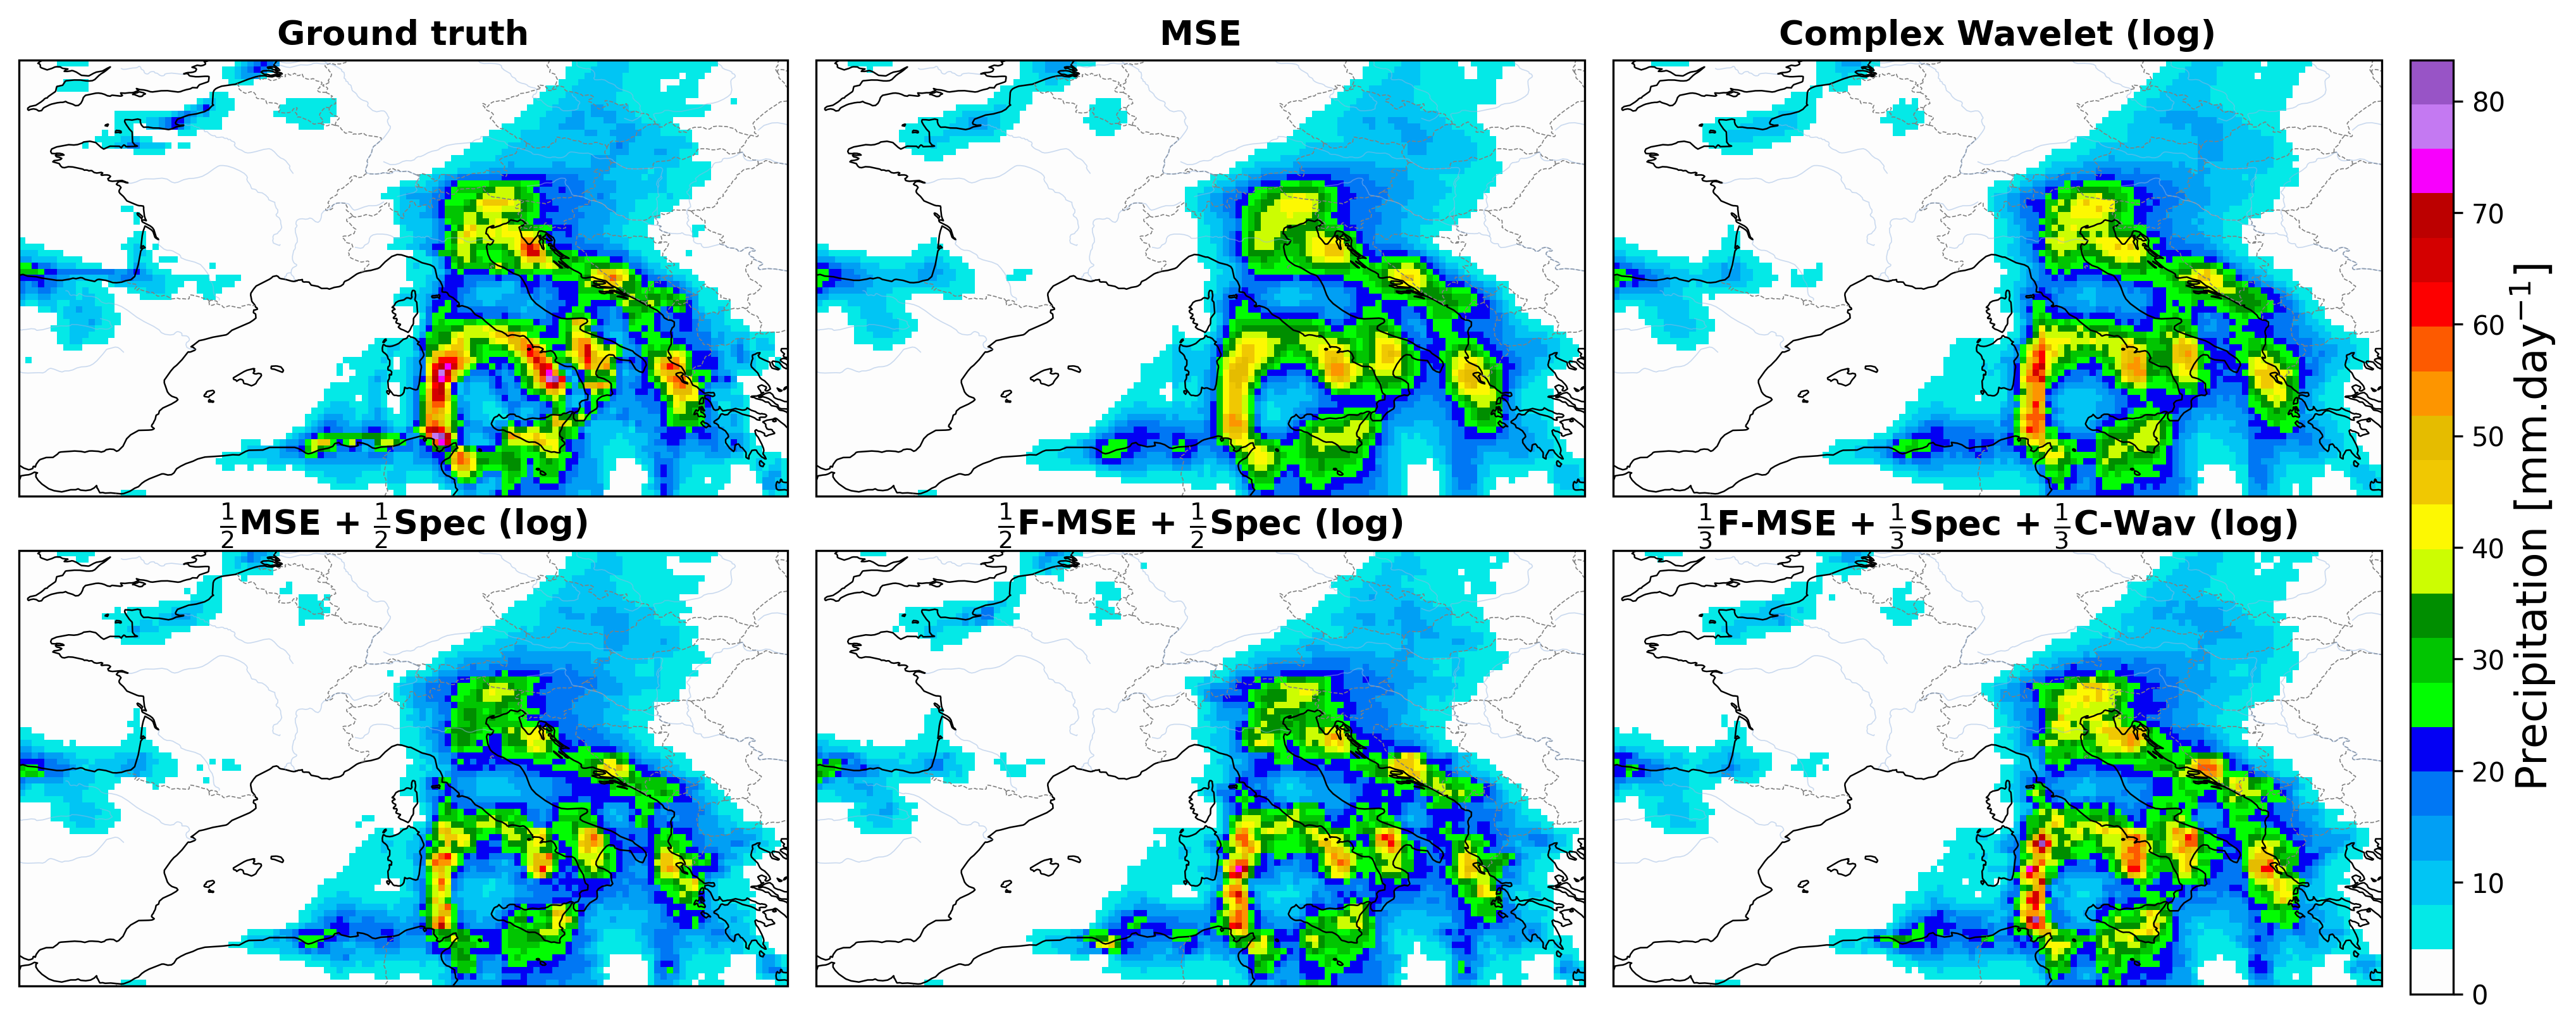 Ground truth
MSE
Complex Wavelet (log)
½MSE + ½Spec (log)
½F-MSE + ½Spec (log)
⅓F-MSE + ⅓Spec + ⅓C-Wav (log)
80
70
60
50
40
30
20
10
0
Precipitation [mm.day⁻¹]